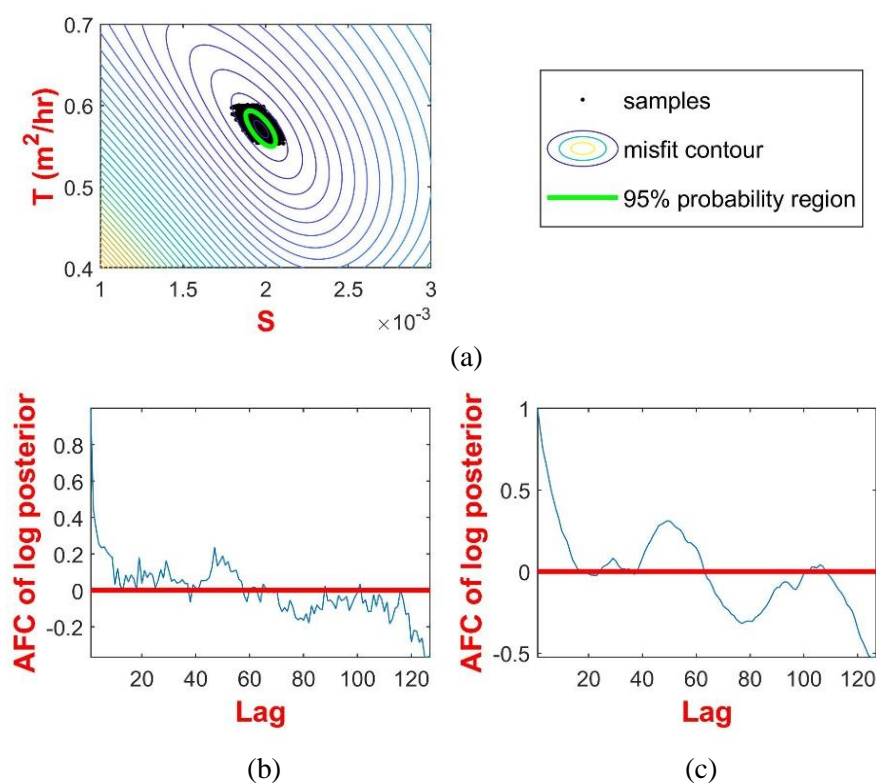 0.7
0.6
0.5
0.4
T (m²/hr)
1 1.5 2 2.5 3
S
×10⁻³
samples
misfit contour
95% probability region
(a)
AFC of log posterior
0.8
0.6
0.4
0.2
0
-0.2
20 40 60 80 100 120
Lag
(b)
AFC of log posterior
1
0.5
0
-0.5
20 40 60 80 100 120
Lag
(c)